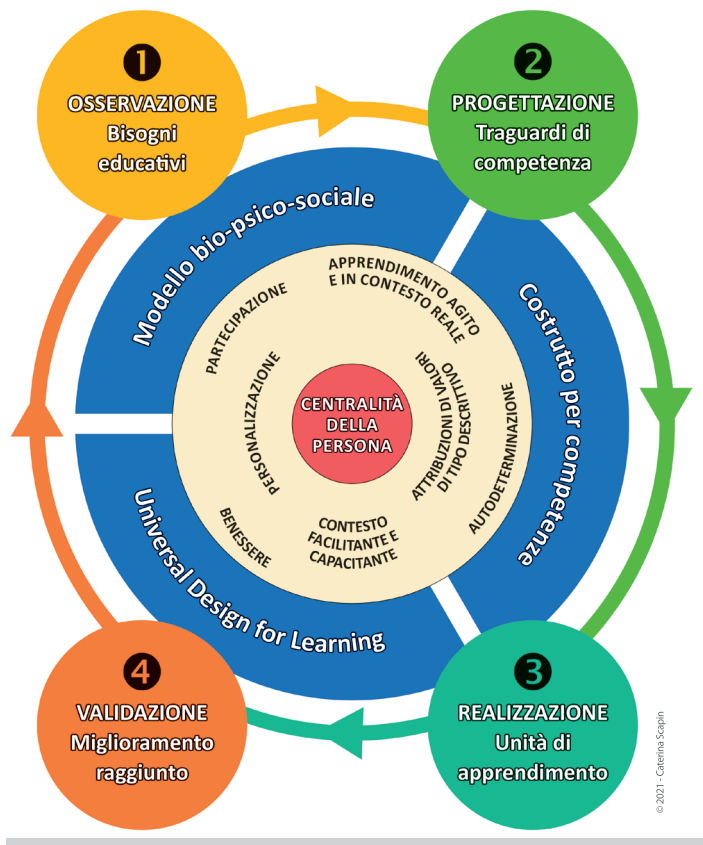 1
OSSERVAZIONE
Bisogni
educativi
2
PROGETTAZIONE
Traguardi di
competenza
Modello bio-psico-sociale
Costrutto per competenze
Universal Design for Learning
PARTECIPAZIONE
APPRENDIMENTO AGITO
E IN CONTESTO REALE
PERSONALIZZAZIONE
ATTRIBUZIONI DI VALORI
DI TIPO DESCRITTIVO
AUTODETERMINAZIONE
CENTRALITÀ
DELLA
PERSONA
BENESSERE
CONTESTO
FACILITANTE E
CAPACITANTE
4
VALIDAZIONE
Miglioramento
raggiunto
3
REALIZZAZIONE
Unità di
apprendimento
© 2021 - Caterina Scapin